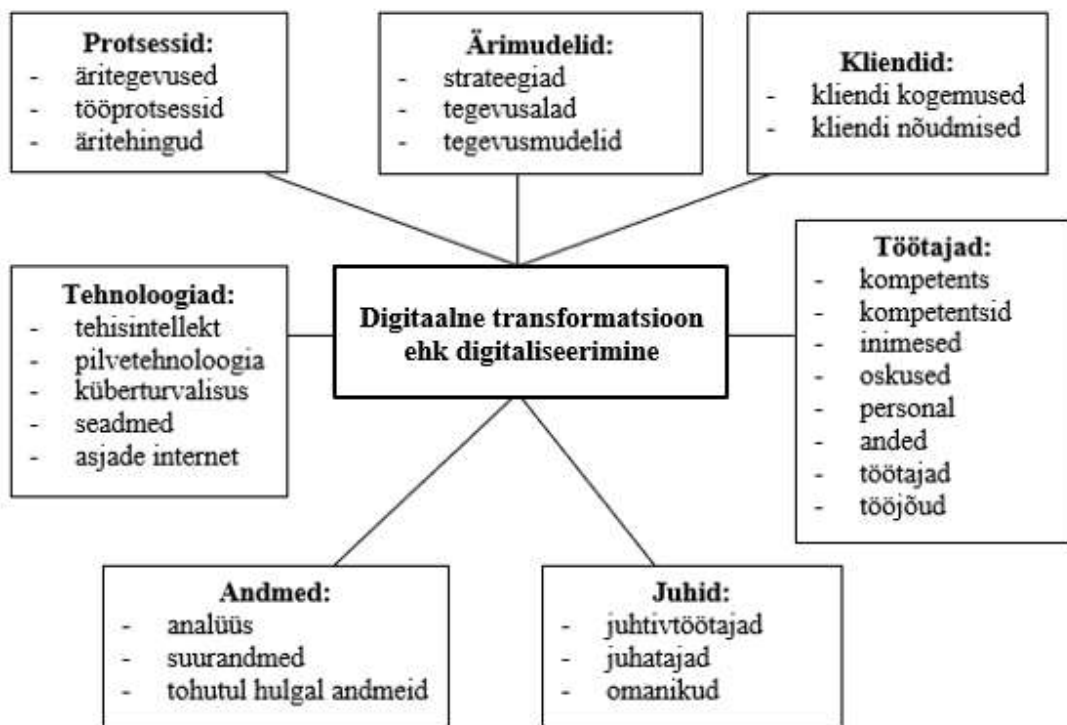 Protsessid:
- äritegevused
- tööprotsessid
- äritehingud
Ärimudelid:
- strateegiad
- tegevusalad
- tegevusmudelid
Kliendid:
- kliendi kogemused
- kliendi nõudmised
Tehnoloogiad:
- tehisintellekt
- pilvetehnoloogia
- küberturvalisus
- seadmed
- asjade internet
Digitaalne transformatsioon
ehk digitaliseerimine
Töötajad:
- kompetents
- kompetentsid
- inimesed
- oskused
- personal
- anded
- töötajad
- tööjõud
Andmed:
- analüüs
- suurandmed
- tohutul hulgal andmeid
Juhid:
- juhtivtöötajad
- juhatajad
- omanikud